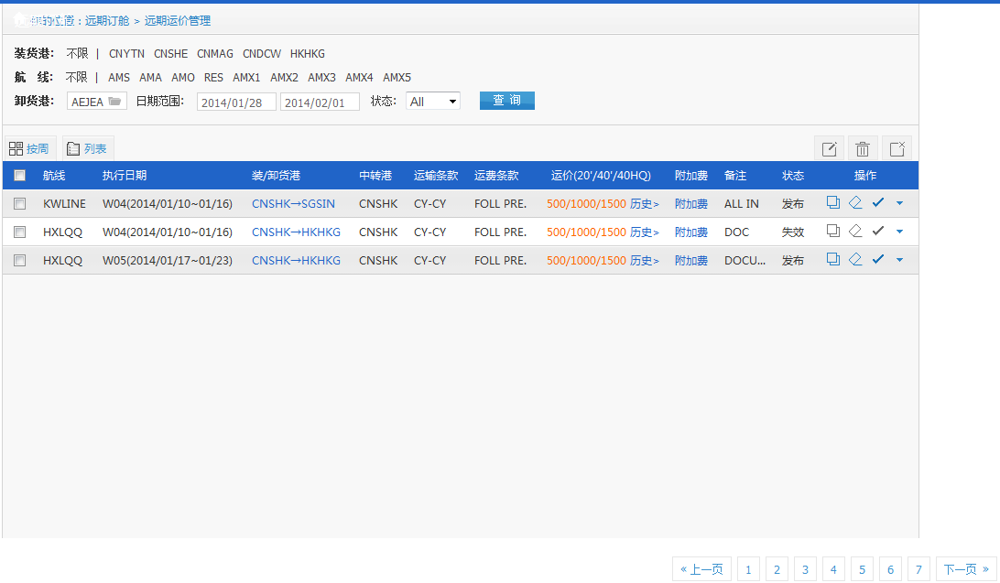 您的位置：远期订舱 > 远期运价管理
装货港： 不限 | CNYTN CNSHE CNMAG CNDCW HKHKG
航 线： 不限 | AMS AMA AMO RES AMX1 AMX2 AMX3 AMX4 AMX5
卸货港： AEJEA 日期范围： 2014/01/28 2014/02/01 状态： All 查 询
按周 列表
航线 执行日期 装/卸货港 中转港 运输条款 运费条款 运价(20'/40'/40HQ) 附加费 备注 状态 操作
KWLINE W04(2014/01/10~01/16) CNSHK→SGSIN CNSHK CY-CY FOLL PRE. 500/1000/1500 历史> 附加费 ALL IN 发布
HXLQQ W04(2014/01/10~01/16) CNSHK→HKHKG CNSHK CY-CY FOLL PRE. 500/1000/1500 历史> 附加费 DOC 失效
HXLQQ W05(2014/01/17~01/23) CNSHK→HKHKG CNSHK CY-CY FOLL PRE. 500/1000/1500 历史> 附加费 DOCU... 发布
« 上一页 1 2 3 4 5 6 7 下一页 »